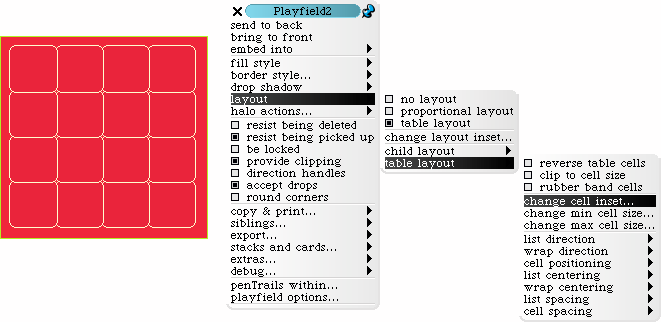 Playfield2
send to back
bring to front
embed into
fill style
border style...
drop shadow
layout
halo actions...
resist being deleted
resist being picked up
be locked
provide clipping
direction handles
accept drops
round corners
copy & print...
siblings...
export...
stacks and cards...
extras...
debug...
penTrails within...
playfield options...
no layout
proportional layout
table layout
change layout inset...
child layout
table layout
reverse table cells
clip to cell size
rubber band cells
change cell inset...
change min cell size...
change max cell size...
list direction
wrap direction
cell positioning
list centering
wrap centering
list spacing
cell spacing